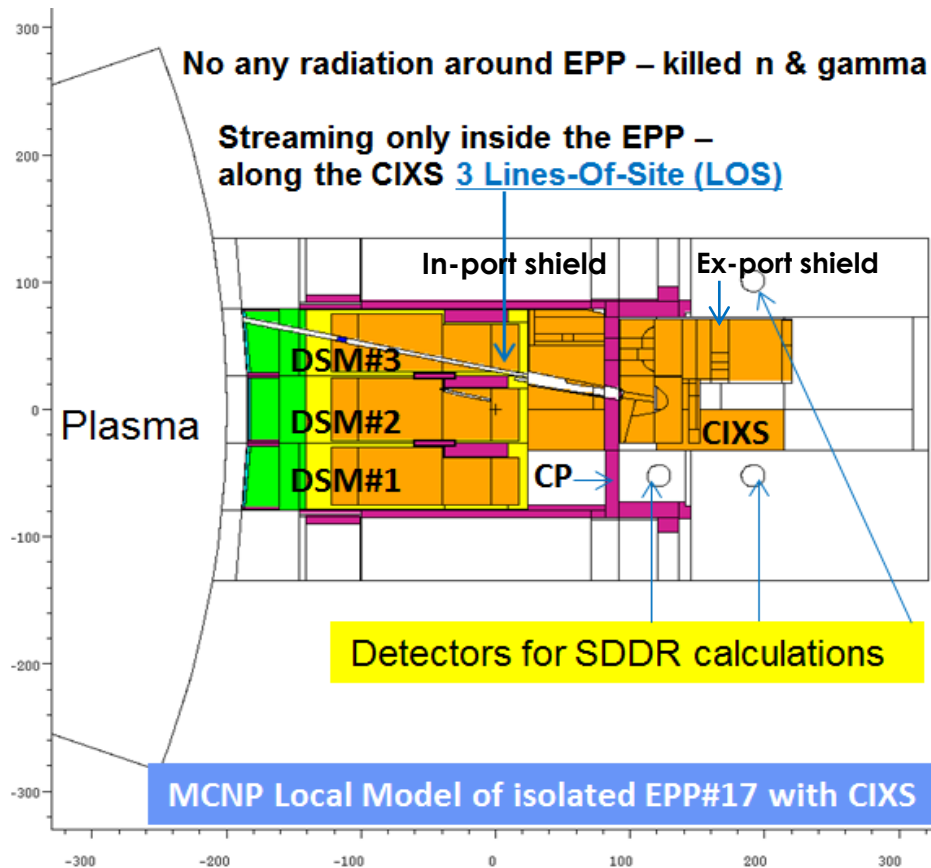 300
No any radiation around EPP – killed n & gamma
Streaming only inside the EPP –
along the CIXS 3 Lines-Of-Site (LOS)
200
100
0
-100
-200
-300
In-port shield
Ex-port shield
DSM#3
Plasma
DSM#2
CIXS
DSM#1
CP
Detectors for SDDR calculations
MCNP Local Model of isolated EPP#17 with CIXS
-300
-200
-100
0
100
200
300